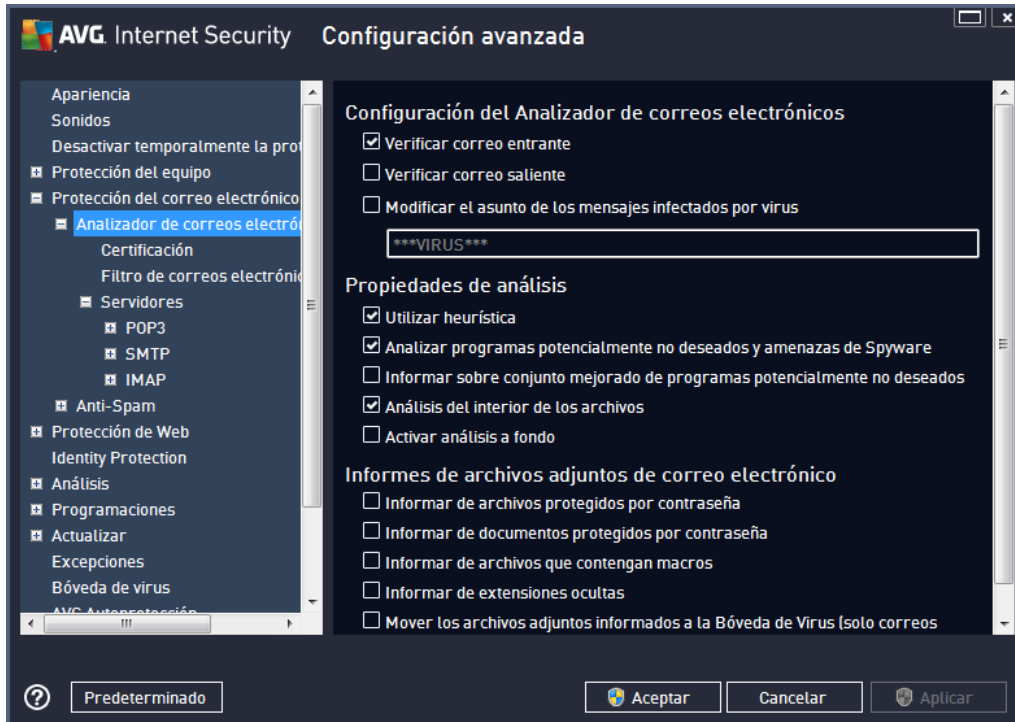 AVG. Internet Security Configuración avanzada
Apariencia
Sonidos
Desactivar temporalmente la prot
Protección del equipo
Protección del correo electrónico
Analizador de correos electró
Certificación
Filtro de correos electrónic
Servidores
POP3
SMTP
IMAP
Anti-Spam
Protección de Web
Identity Protection
Análisis
Programaciones
Actualizar
Excepciones
Bóveda de virus
AVG Autoprotección
Configuración del Analizador de correos electrónicos
Verificar correo entrante
Verificar correo saliente
Modificar el asunto de los mensajes infectados por virus
***VIRUS***
Propiedades de análisis
Utilizar heurística
Analizar programas potencialmente no deseados y amenazas de Spyware
Informar sobre conjunto mejorado de programas potencialmente no deseados
Análisis del interior de los archivos
Activar análisis a fondo
Informes de archivos adjuntos de correo electrónico
Informar de archivos protegidos por contraseña
Informar de documentos protegidos por contraseña
Informar de archivos que contengan macros
Informar de extensiones ocultas
Mover los archivos adjuntos informados a la Bóveda de Virus (solo correos
? Predeterminado Aceptar Cancelar Aplicar